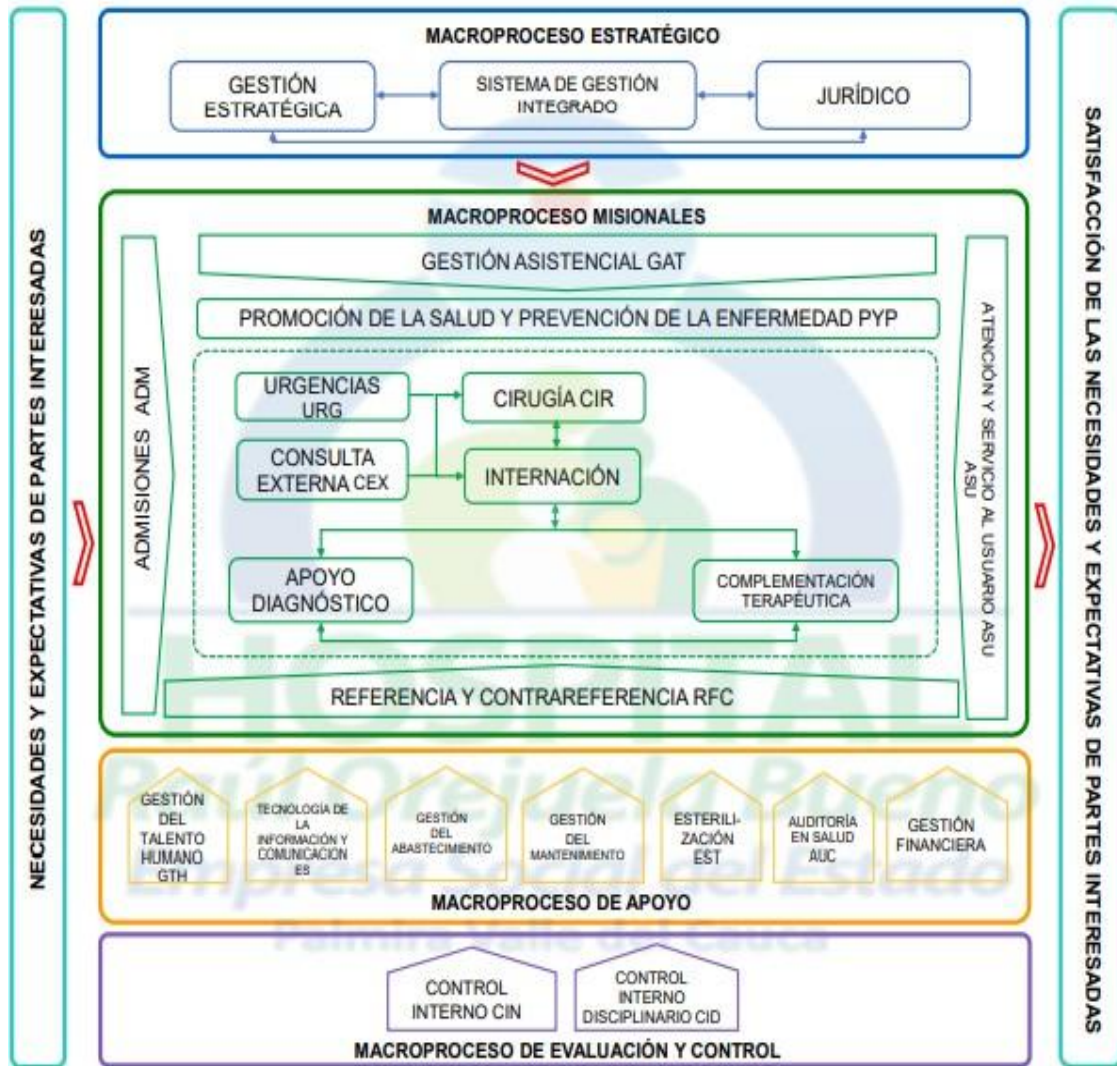 NECESIDADES Y EXPECTATIVAS DE PARTES INTERESADAS
MACROPROCESO ESTRATÉGICO
GESTIÓN
ESTRATÉGICA
SISTEMA DE GESTIÓN
INTEGRADO
JURÍDICO
MACROPROCESO MISIONALES
ADMISIONES ADM
GESTIÓN ASISTENCIAL GAT
PROMOCIÓN DE LA SALUD Y PREVENCIÓN DE LA ENFERMEDAD PYP
URGENCIAS
URG
CIRUGÍA CIR
CONSULTA
EXTERNA CEX
INTERNACIÓN
APOYO
DIAGNÓSTICO
COMPLEMENTACIÓN
TERAPÉUTICA
REFERENCIA Y CONTRAREFERENCIA RFC
ATENCIÓN Y SERVICIO AL USUARIO ASU
ASU
HOSPITAL
Raúl Orejuela Bueno
Empresa Social del Estado
Palmira Valle del Cauca
GESTIÓN
DEL
TALENTO
HUMANO
GTH
TECNOLOGÍA DE
LA
INFORMACIÓN Y
COMUNICACION
ES
GESTIÓN
DEL
ABASTECIMIENTO
GESTIÓN
DEL
MANTENIMIENTO
ESTERILI-
ZACIÓN
EST
AUDITORÍA
EN SALUD
AUC
GESTIÓN
FINANCIERA
MACROPROCESO DE APOYO
CONTROL
INTERNO CIN
CONTROL
INTERNO
DISCIPLINARIO CID
MACROPROCESO DE EVALUACIÓN Y CONTROL
SATISFACCIÓN DE LAS NECESIDADES Y EXPECTATIVAS DE PARTES INTERESADAS